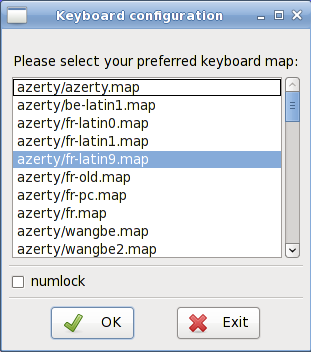 Keyboard configuration
Please select your preferred keyboard map:
azerty/azerty.map
azerty/be-latin1.map
azerty/fr-latin0.map
azerty/fr-latin1.map
azerty/fr-latin9.map
azerty/fr-old.map
azerty/fr-pc.map
azerty/fr.map
azerty/wangbe.map
azerty/wangbe2.map
numlock
OK
Exit